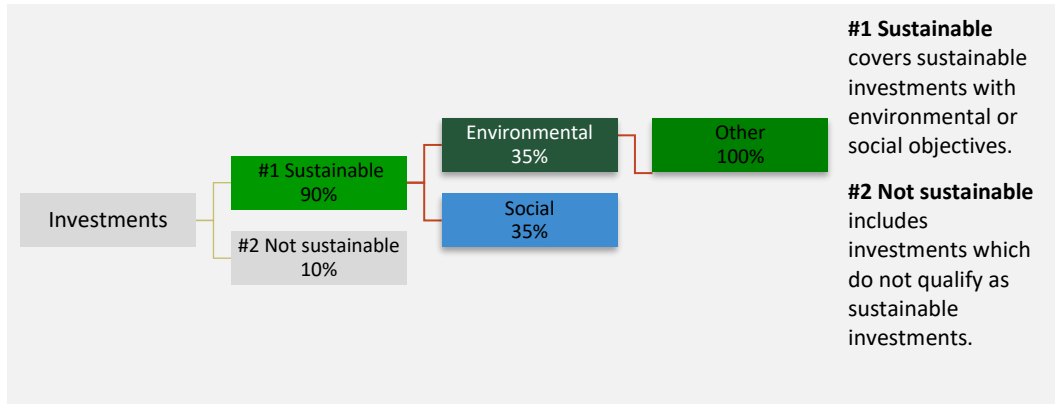 Investments
#1 Sustainable
90%
#2 Not sustainable
10%
Environmental
35%
Social
35%
Other
100%
#1 Sustainable
covers sustainable
investments with
environmental or
social objectives.
#2 Not sustainable
includes
investments which
do not qualify as
sustainable
investments.